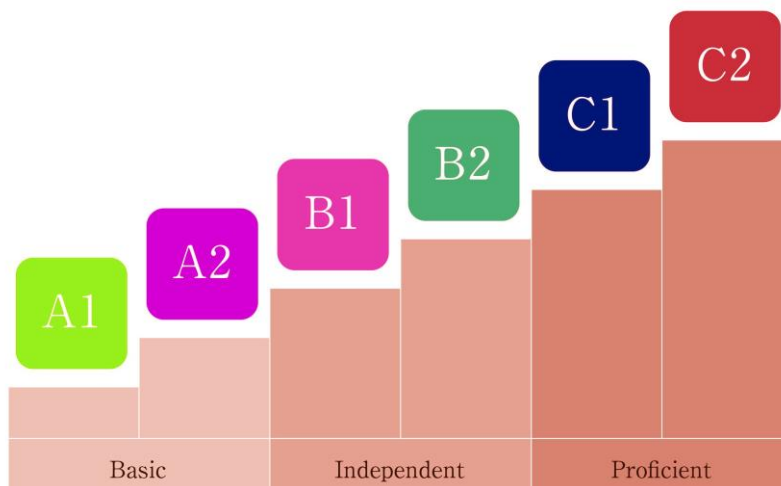 A1
A2
B1
B2
C1
C2
Basic
Independent
Proficient